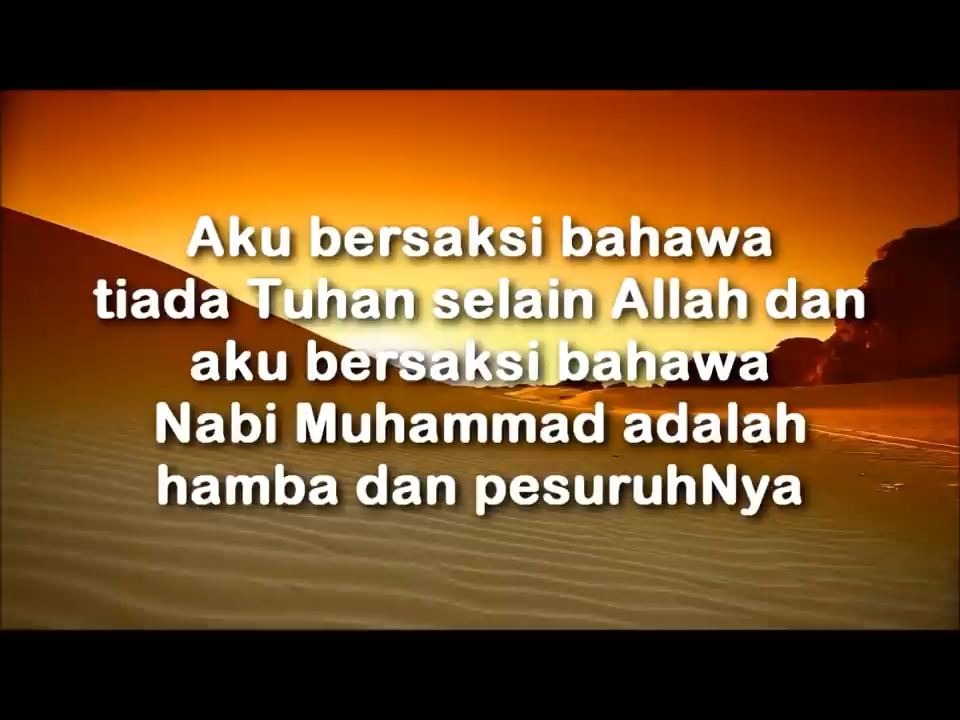 Aku bersaksi bahawa
tiada Tuhan selain Allah dan
aku bersaksi bahawa
Nabi Muhammad adalah
hamba dan pesuruhNya